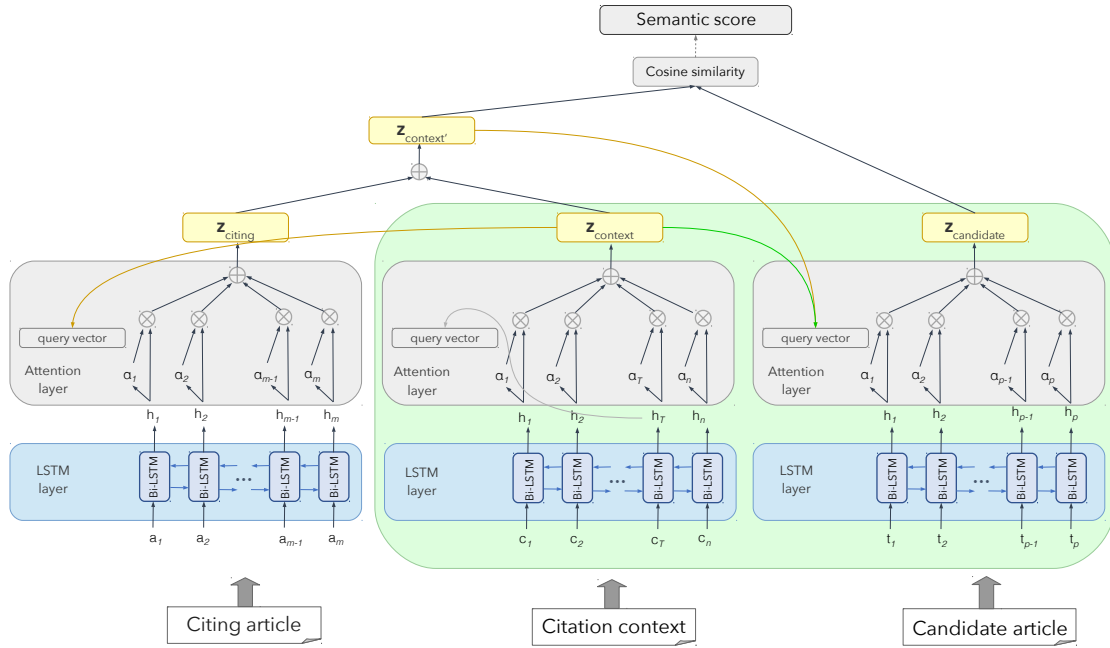 Semantic score
Cosine similarity
z context′
z citing
z context
z candidate
query vector
Attention
layer
α1 α2 αm-1 αm
query vector
Attention
layer
α1 α2 αT αn
query vector
Attention
layer
α1 α2 αp-1 αp
h1 h2 hm-1 hm
h1 h2 hT hn
h1 h2 hp-1 hp
LSTM
layer
Bi-LSTM Bi-LSTM ... Bi-LSTM Bi-LSTM
LSTM
layer
Bi-LSTM Bi-LSTM ... Bi-LSTM Bi-LSTM
LSTM
layer
Bi-LSTM Bi-LSTM ... Bi-LSTM Bi-LSTM
a1 a2 am-1 am
c1 c2 cT cn
t1 t2 tp-1 tp
Citing article
Citation context
Candidate article